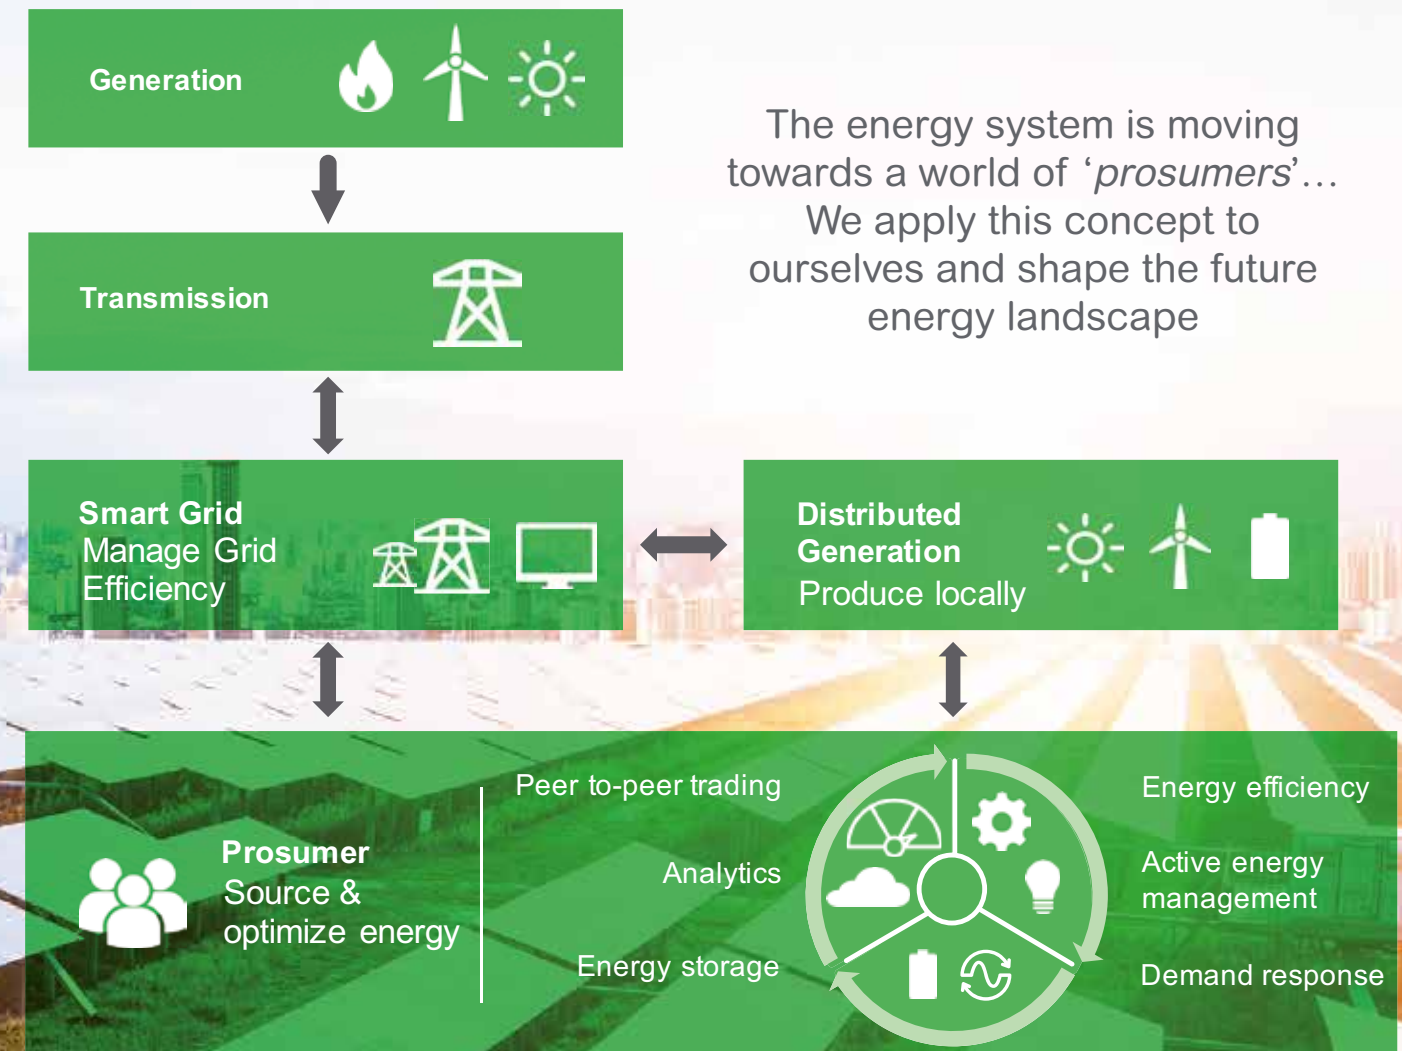 Generation
The energy system is moving
towards a world of ‘prosumers’...
We apply this concept to
ourselves and shape the future
energy landscape
Transmission
Smart Grid
Manage Grid
Efficiency
Distributed
Generation
Produce locally
Prosumer
Source &
optimize energy
Peer to-peer trading
Analytics
Energy storage
Energy efficiency
Active energy
management
Demand response